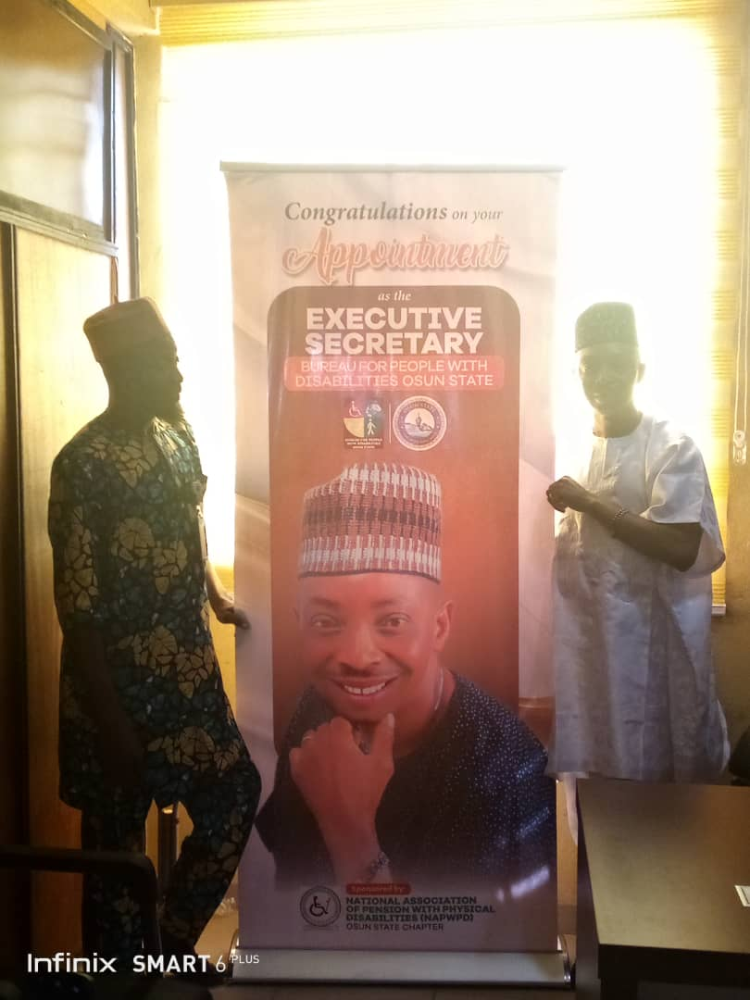 Congratulations on your
Appointment
as the
EXECUTIVE
SECRETARY
BUREAU FOR PEOPLE WITH
DISABILITIES OSUN STATE
Sponsored by:
NATIONAL ASSOCIATION
OF PENSION WITH PHYSICAL
DISABILITIES (NAPWPD)
OSUN STATE CHAPTER
Infinix SMART 6 PLUS